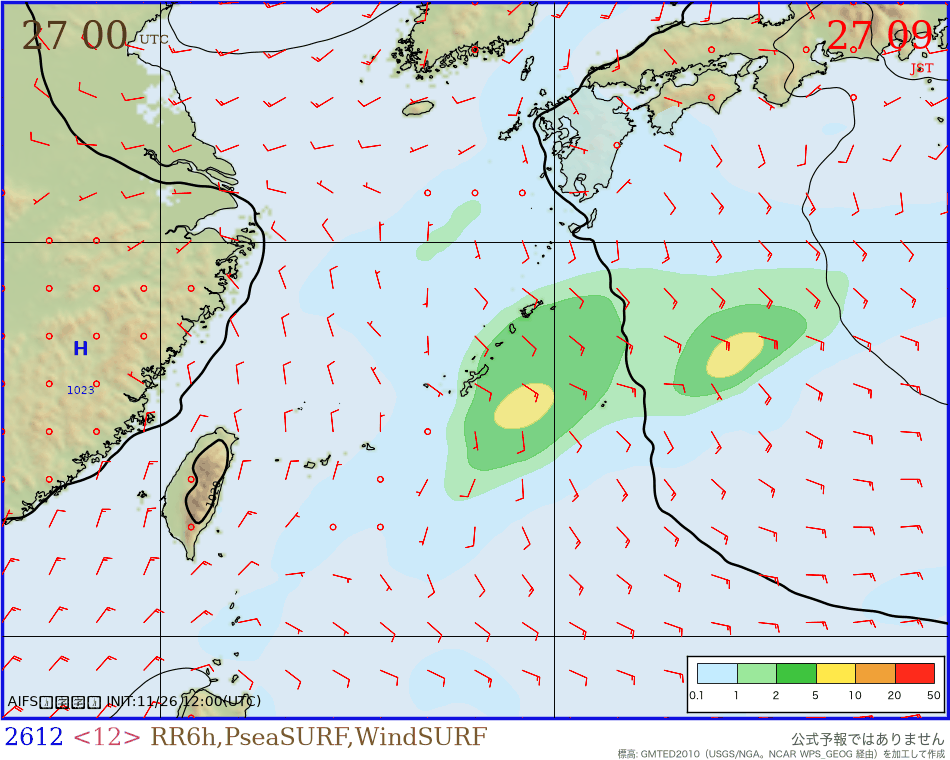 27 00 UTC
27 09
JST
H
1023
1020
AIFS INIT:11/26 12:00(UTC)
0.1 1 2 5 10 20 50
2612 <12> RR6h,PseaSURF,WindSURF
公式予報ではありません
標高: GMTED2010（USGS/NGA。NCAR WPS_GEOG 経由）を加工して作成